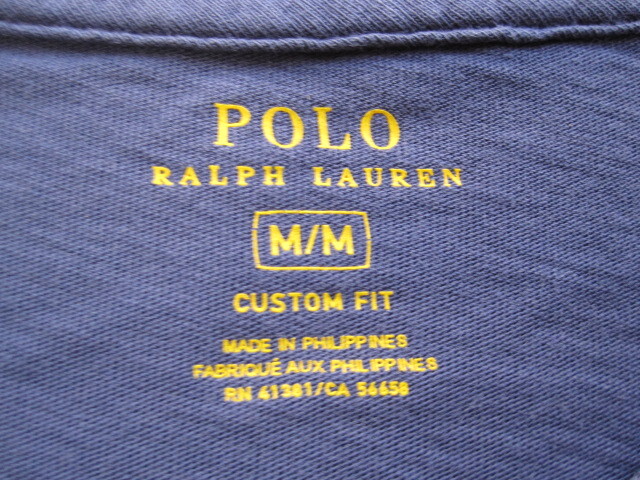 POLO
RALPH LAUREN
M/M
CUSTOM FIT
MADE IN PHILIPPINES
FABRIQUÉ AUX PHILIPPINES
RN 41381/CA 56658